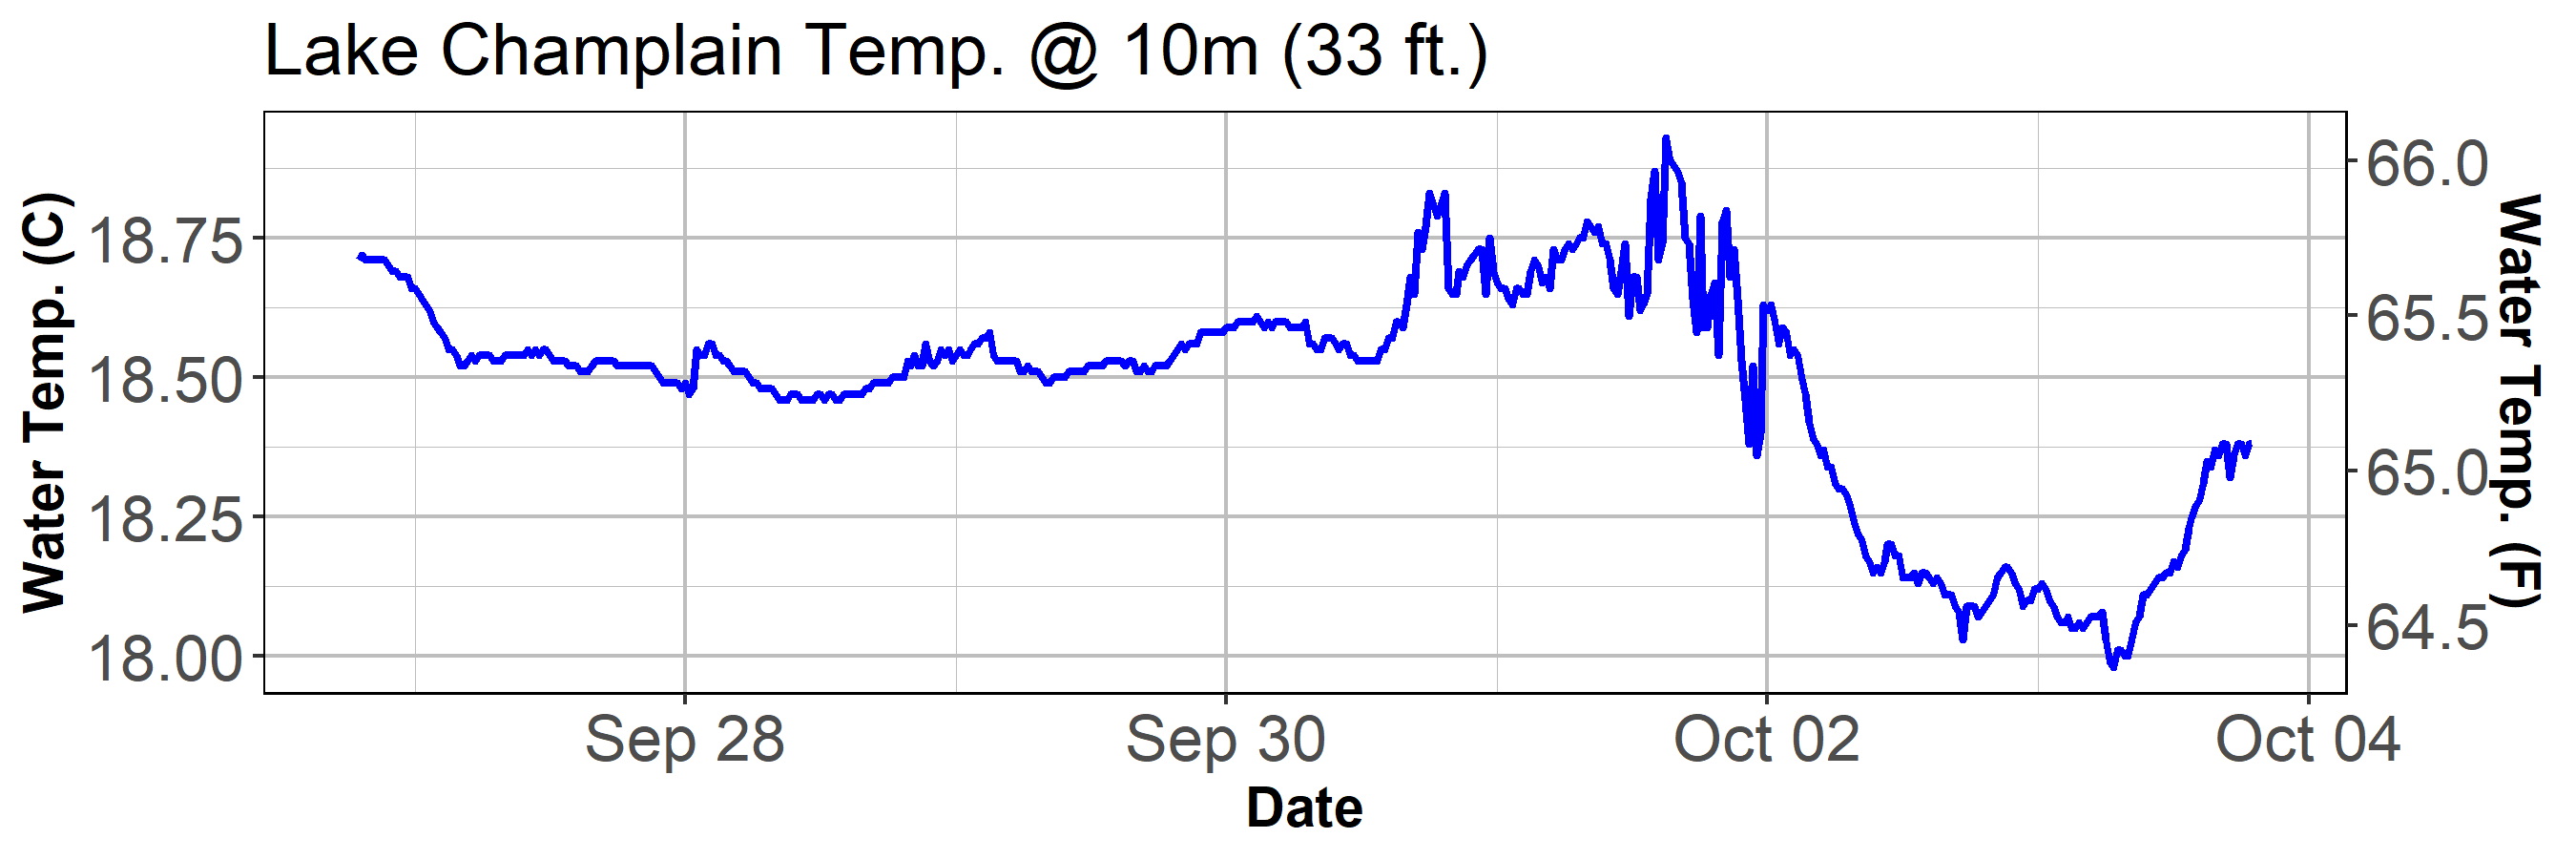 Lake Champlain Temp. @ 10m (33 ft.)
Water Temp. (C)
18.75
18.50
18.25
18.00
66.0
65.5
65.0
64.5
Water Temp. (F)
Sep 28 Sep 30 Oct 02 Oct 04
Date